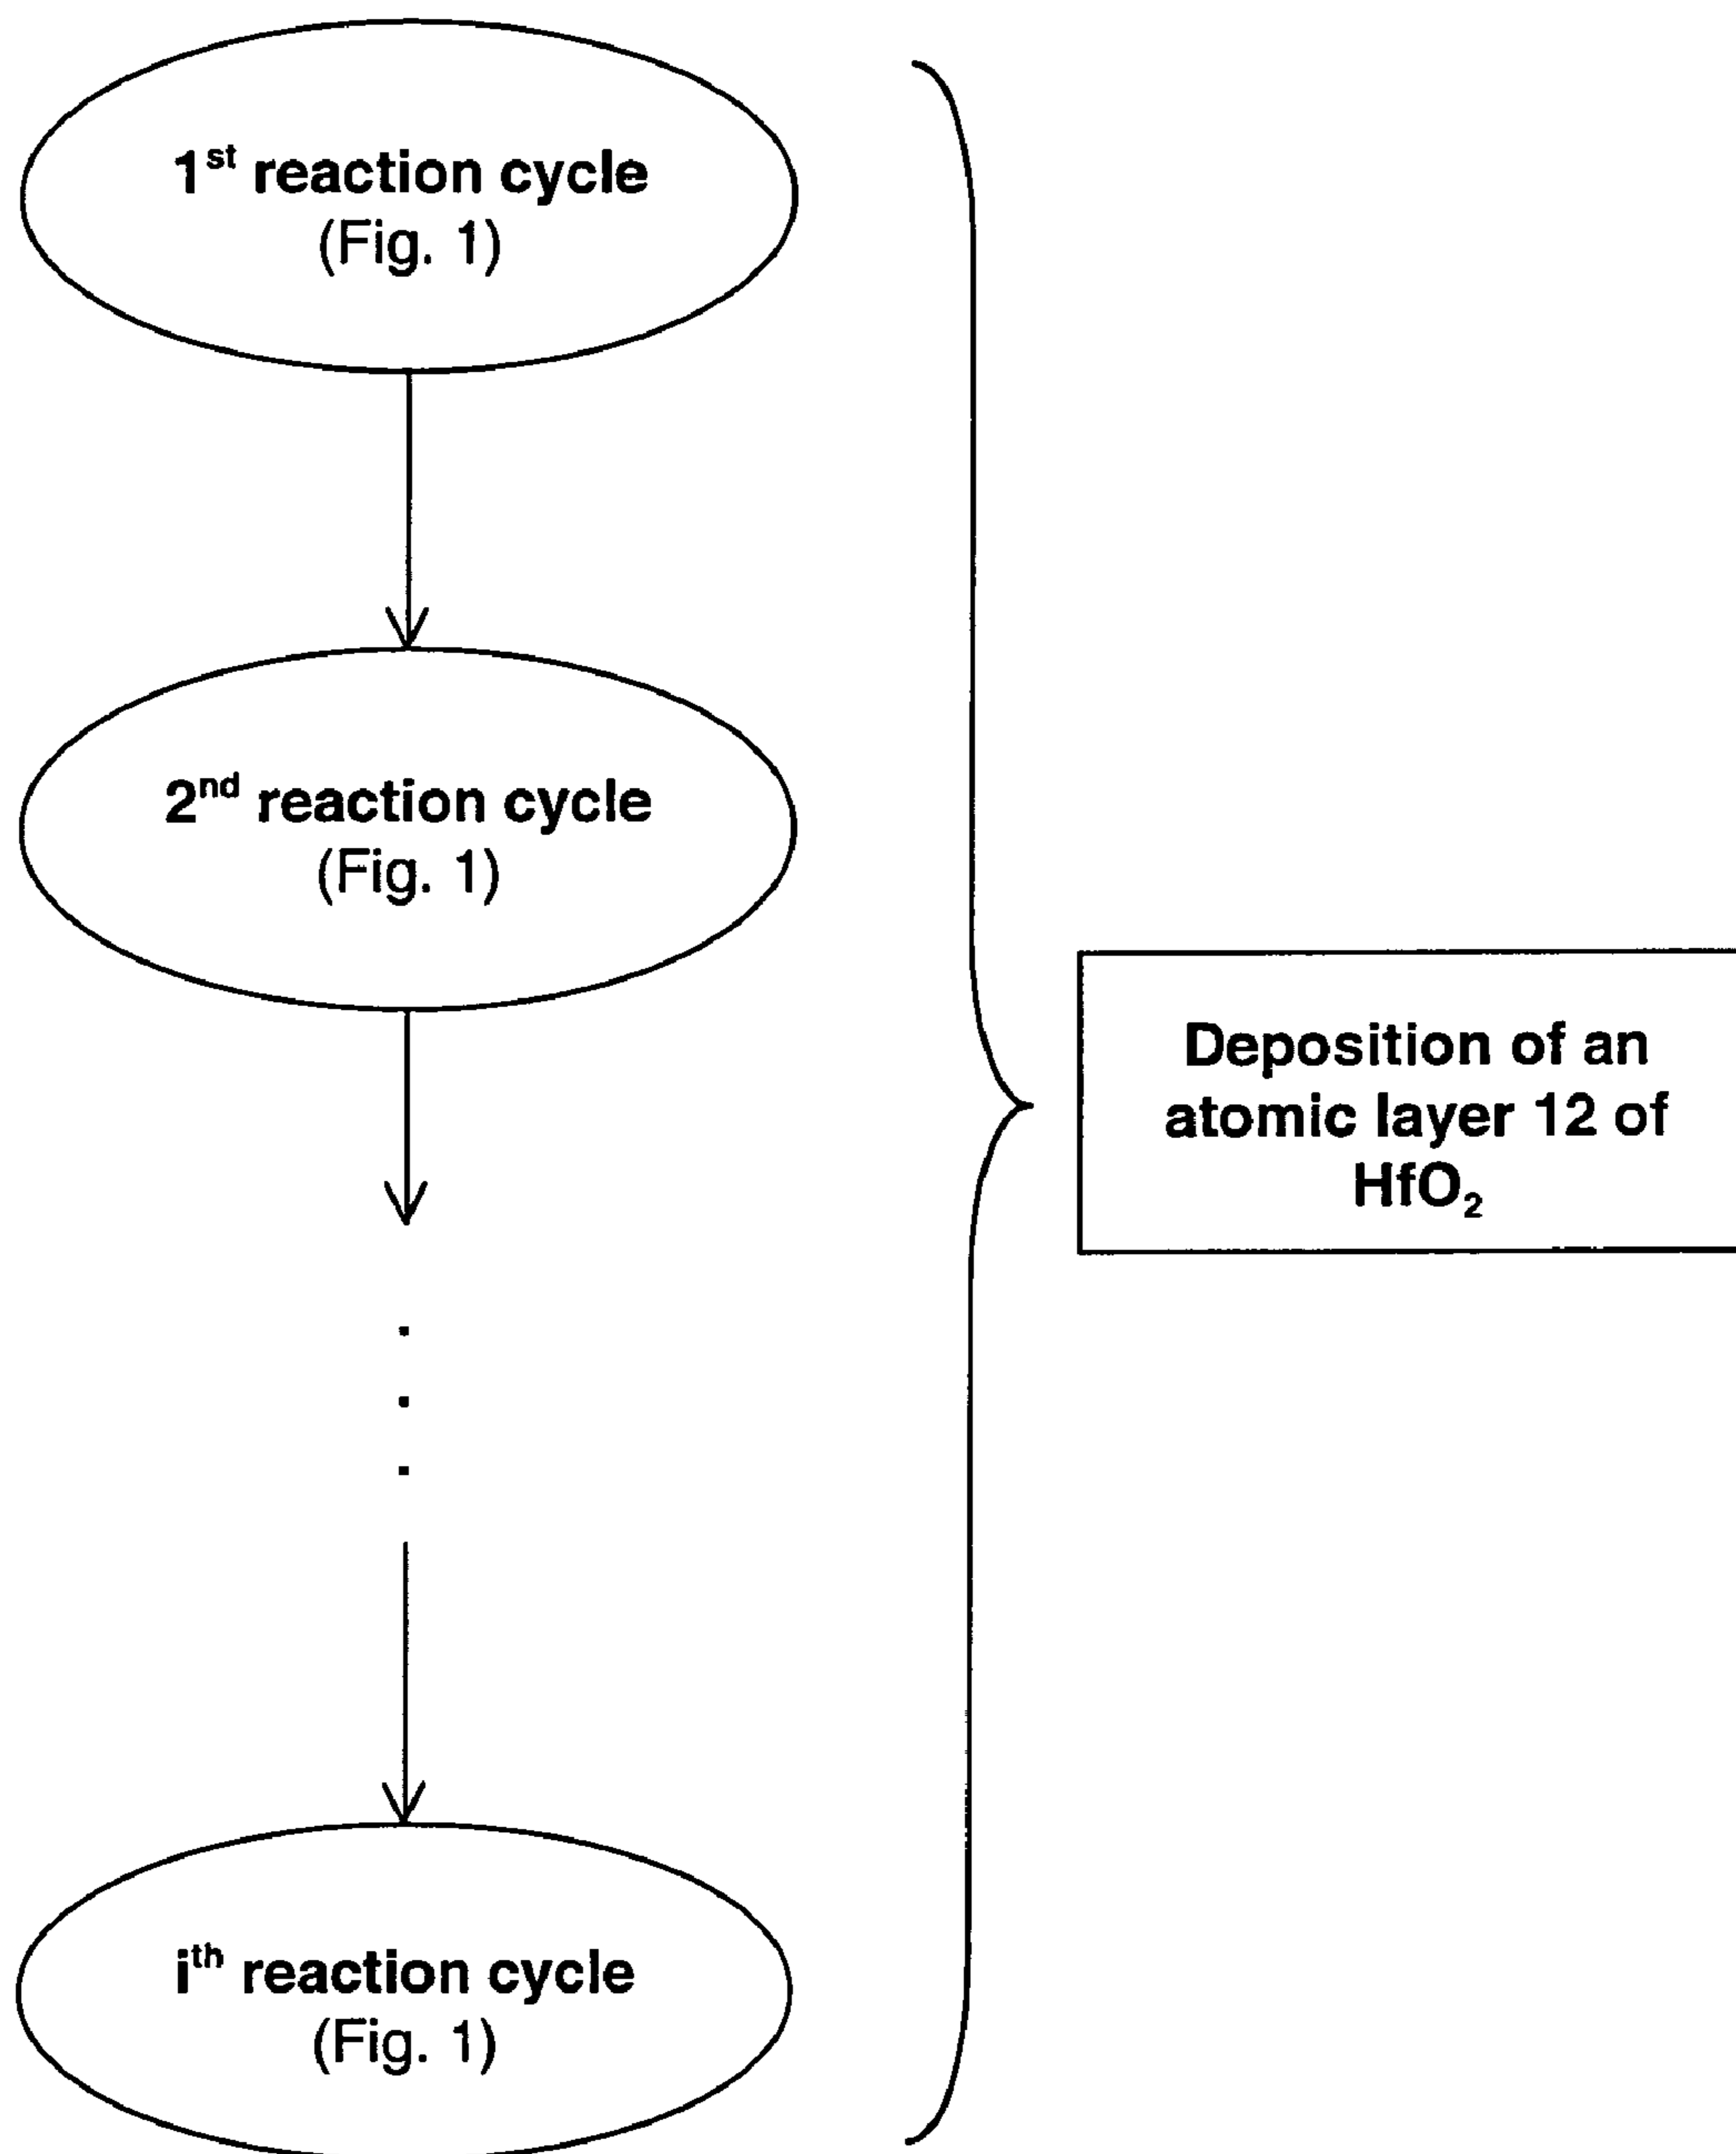 1st reaction cycle
(Fig. 1)
2nd reaction cycle
(Fig. 1)
Deposition of an
atomic layer 12 of
HfO₂
.
.
.
ith reaction cycle
(Fig. 1)